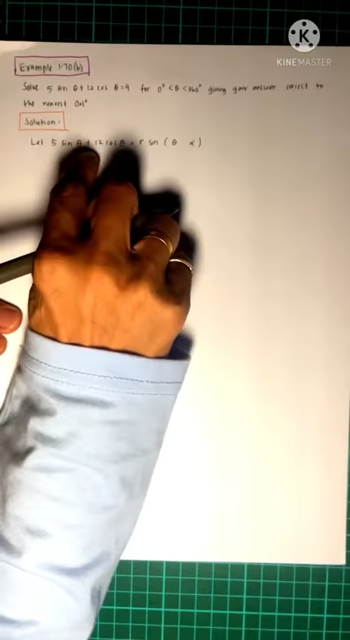 KINEMASTER
Example 1.70(b)
Solve 5 sin θ + 12 cos θ = 4 for 0° < θ < 360° giving your answer correct to
the nearest 0.1°
Solution:
Let 5 sin θ + 12 cos θ = r sin ( θ α )